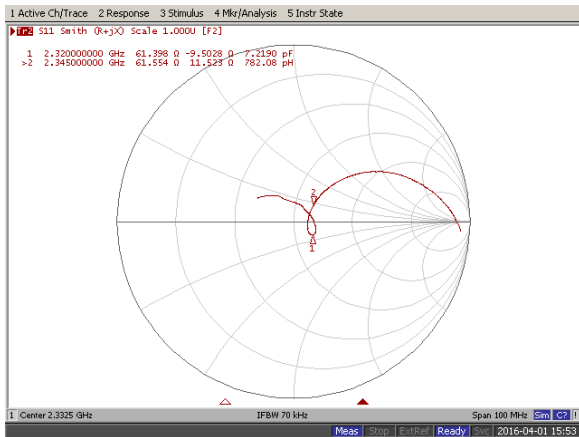 1 Active Ch/Trace 2 Response 3 Stimulus 4 Mkr/Analysis 5 Instr State
Tr2 S11 Smith (R+jX) Scale 1.000U [F2]
1 2.320000000 GHz 61.398 Ω -9.5028 Ω 7.2190 pF
>2 2.345000000 GHz 61.554 Ω 11.523 Ω 782.08 pH
2
1
1 Center 2.3325 GHz IFBW 70 kHz Span 100 MHz Sim C? !
Meas Stop ExtRef Ready Svc 2016-04-01 15:53